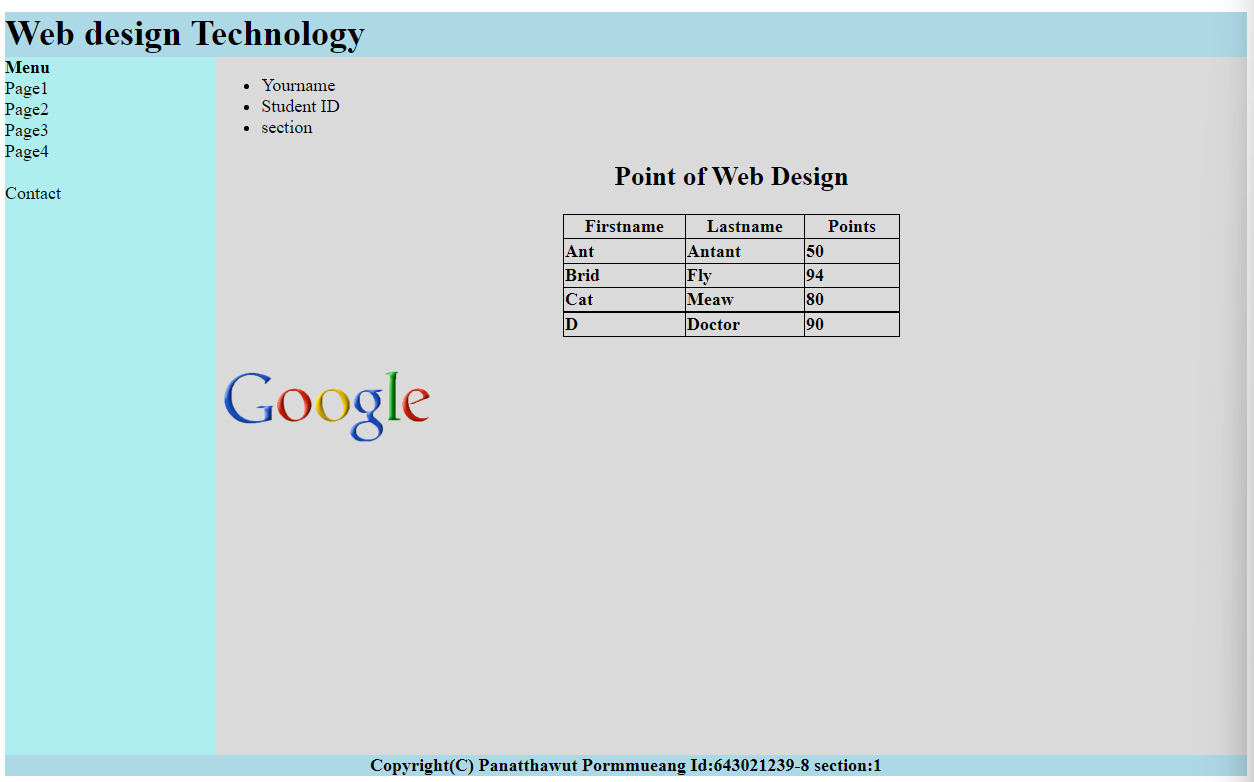 Web design Technology
Menu
Page1
Page2
Page3
Page4
Contact
Yourname
Student ID
section
Point of Web Design
Firstname Lastname Points
Ant Antant 50
Brid Fly 94
Cat Meaw 80
D Doctor 90
Google
Copyright(C) Panatthawut Pormmueang Id:643021239-8 section:1